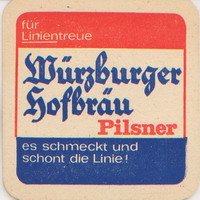 für
Linientreue
Würzburger
Hofbräu
Pilsner
es schmeckt und
schont die Linie!